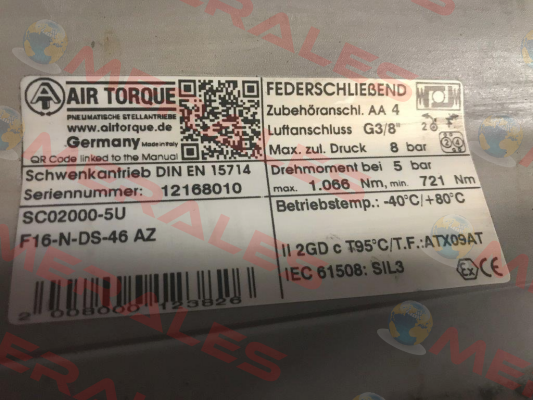 AIR TORQUE
PNEUMATISCHE STELLANTRIEBE
www.airtorque.de
Germany
Made in Italy
QR Code linked to the Manual
Schwenkantrieb DIN EN 15714
Seriennummer: 12168010
SC02000-5U
F16-N-DS-46 AZ
2 008000 123826
FEDERSCHLIEßEND
Zubehöranschl. AA 4
Luftanschluss G3/8"
Max. zul. Druck 8 bar
Drehmoment bei 5 bar
max. 1.066 Nm, min. 721 Nm
Betriebstemp.: -40°C/+80°C
II 2GD c T95°C/T.F.:ATX09AT
IEC 61508: SIL3
Ex
MERALES